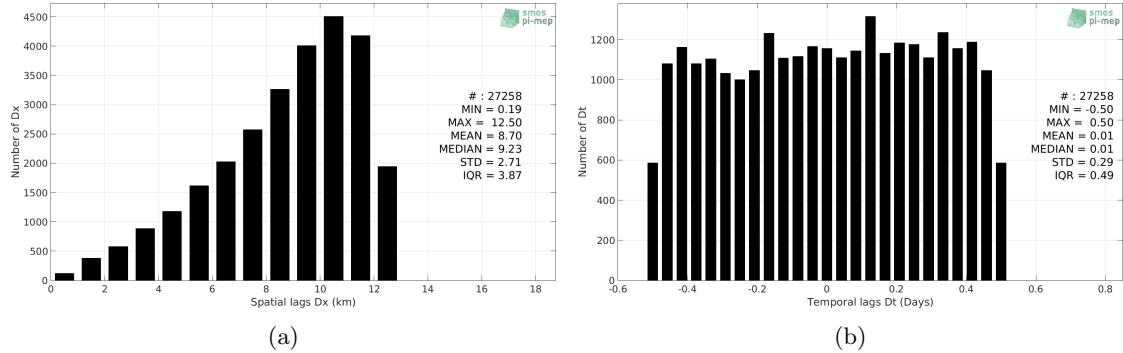 smos
pi-mep
4500
4000
3500
3000
2500
2000
1500
1000
500
0
Number of Dx
# : 27258
MIN = 0.19
MAX = 12.50
MEAN = 8.70
MEDIAN = 9.23
STD = 2.71
IQR = 3.87
0 2 4 6 8 10 12 14 16 18
Spatial lags Dx (km)
(a)
smos
pi-mep
1200
1000
800
600
400
200
0
Number of Dt
# : 27258
MIN = -0.50
MAX = 0.50
MEAN = 0.01
MEDIAN = 0.01
STD = 0.29
IQR = 0.49
-0.6 -0.4 -0.2 0 0.2 0.4 0.6 0.8
Temporal lags Dt (Days)
(b)